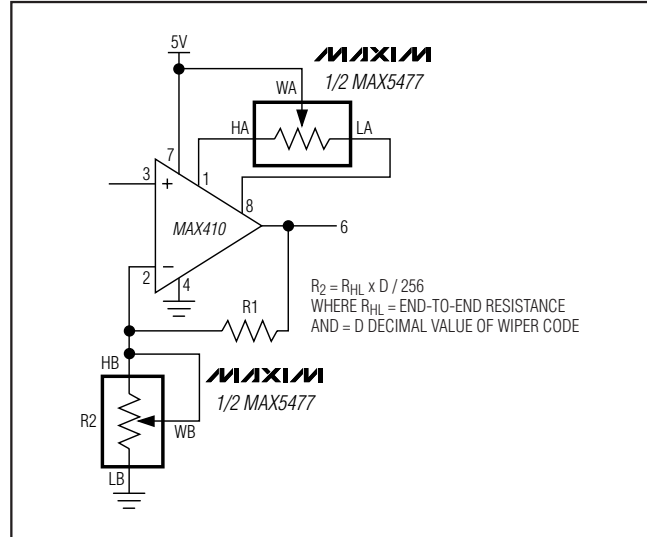 5V
MAXIM
1/2 MAX5477
WA
HA
LA
7
3
+
1
8
MAX410
6
2
−
4
R1
R2 = RHL x D / 256
WHERE RHL = END-TO-END RESISTANCE
AND = D DECIMAL VALUE OF WIPER CODE
HB
MAXIM
1/2 MAX5477
R2
WB
LB